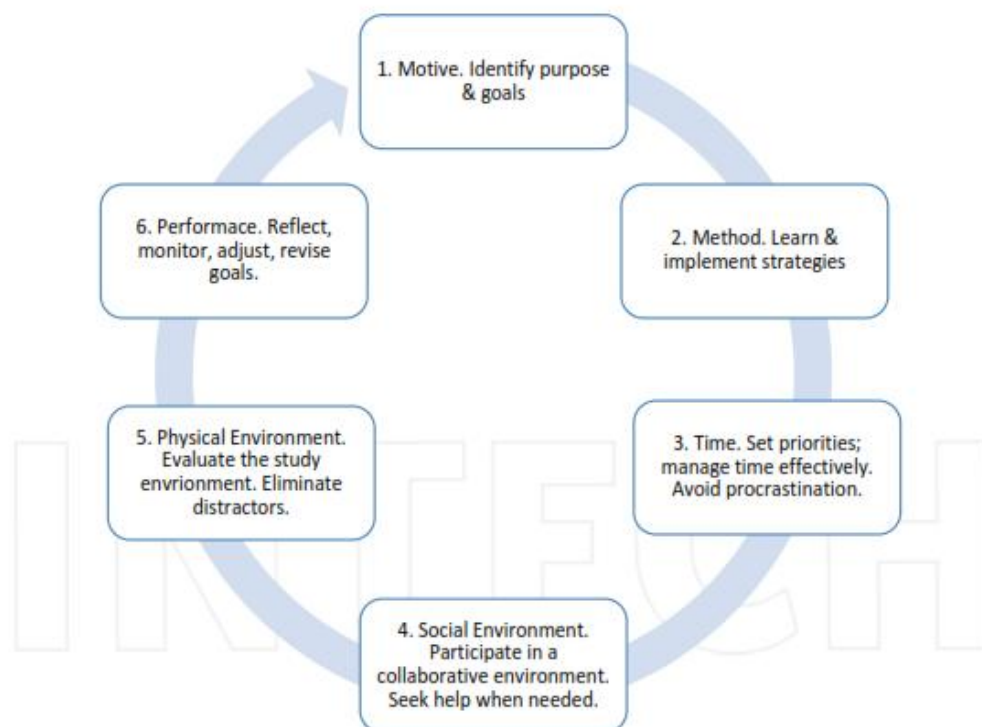 1. Motive. Identify purpose
& goals
2. Method. Learn &
implement strategies
3. Time. Set priorities;
manage time effectively.
Avoid procrastination.
4. Social Environment.
Participate in a
collaborative environment.
Seek help when needed.
5. Physical Environment.
Evaluate the study
envrionment. Eliminate
distractors.
6. Performace. Reflect,
monitor, adjust, revise
goals.
INTECH